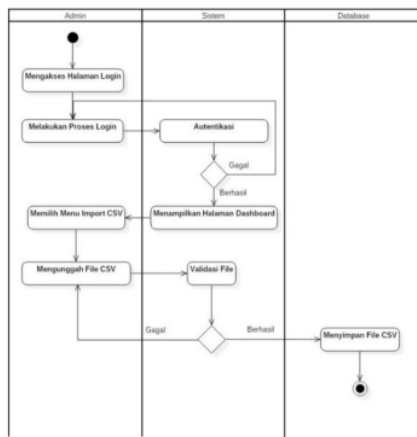 Admin
Sistem
Database
Mengakses Halaman Login
Melakukan Proses Login
Autentikasi
Gagal
Berhasil
Menampilkan Halaman Dashboard
Memilih Menu Import CSV
Mengunggah File CSV
Validasi File
Gagal
Berhasil
Menyimpan File CSV